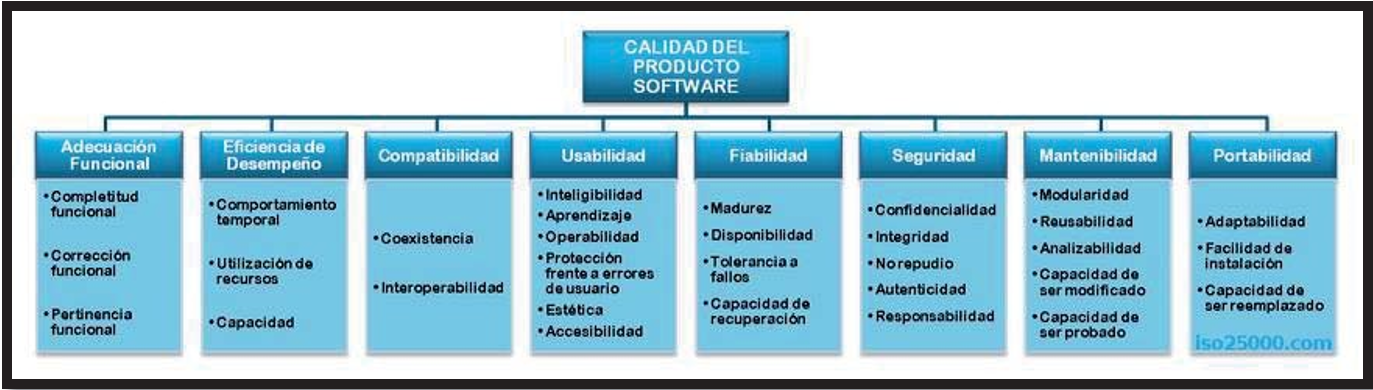 CALIDAD DEL
PRODUCTO
SOFTWARE
Adecuación
Funcional
•Completitud
funcional
•Corrección
funcional
•Pertinencia
funcional
Eficiencia de
Desempeño
•Comportamiento
temporal
•Utilización de
recursos
•Capacidad
Compatibilidad
•Coexistencia
•Interoperabilidad
Usabilidad
•Inteligibilidad
•Aprendizaje
•Operabilidad
•Protección
frente a errores
de usuario
•Estética
•Accesibilidad
Fiabilidad
•Madurez
•Disponibilidad
•Tolerancia a
fallos
•Capacidad de
recuperación
Seguridad
•Confidencialidad
•Integridad
•No repudio
•Autenticidad
•Responsabilidad
Mantenibilidad
•Modularidad
•Reusabilidad
•Analizabilidad
•Capacidad de
ser modificado
•Capacidad de
ser probado
Portabilidad
•Adaptabilidad
•Facilidad de
instalación
•Capacidad de
ser reemplazado
iso25000.com